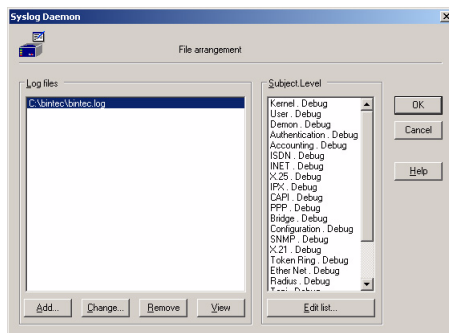 Syslog Daemon
File arrangement
Log files
C:\bintec\bintec.log
Add...
Change...
Remove
View
Subject.Level
Kernel . Debug
User . Debug
Demon . Debug
Authentication . Debug
Accounting . Debug
ISDN . Debug
INET . Debug
X.25 . Debug
IPX . Debug
CAPI . Debug
PPP . Debug
Bridge . Debug
Configuration . Debug
SNMP . Debug
X.21 . Debug
Token Ring . Debug
Ether Net . Debug
Radius . Debug
Edit list...
OK
Cancel
Help